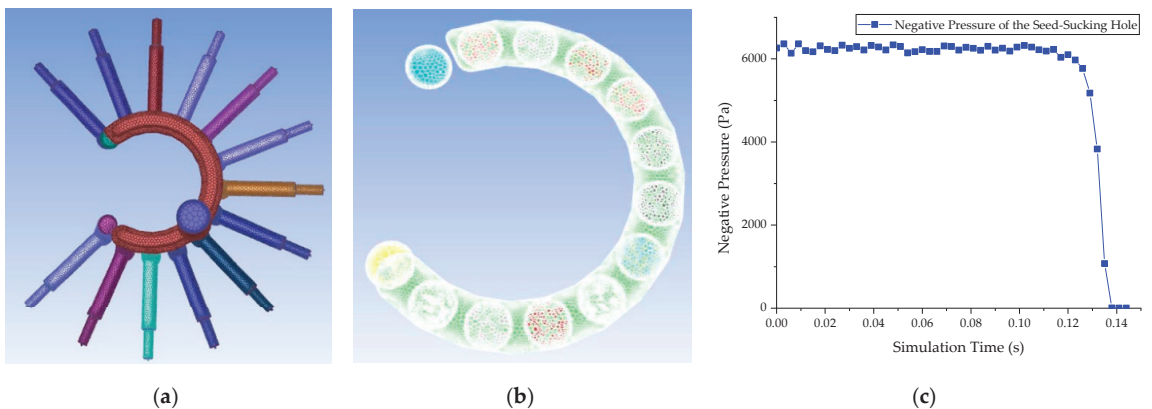 Negative Pressure of the Seed-Sucking Hole
6000
4000
2000
0
Negative Pressure (Pa)
0.00 0.02 0.04 0.06 0.08 0.10 0.12 0.14
Simulation Time (s)
(a) (b) (c)